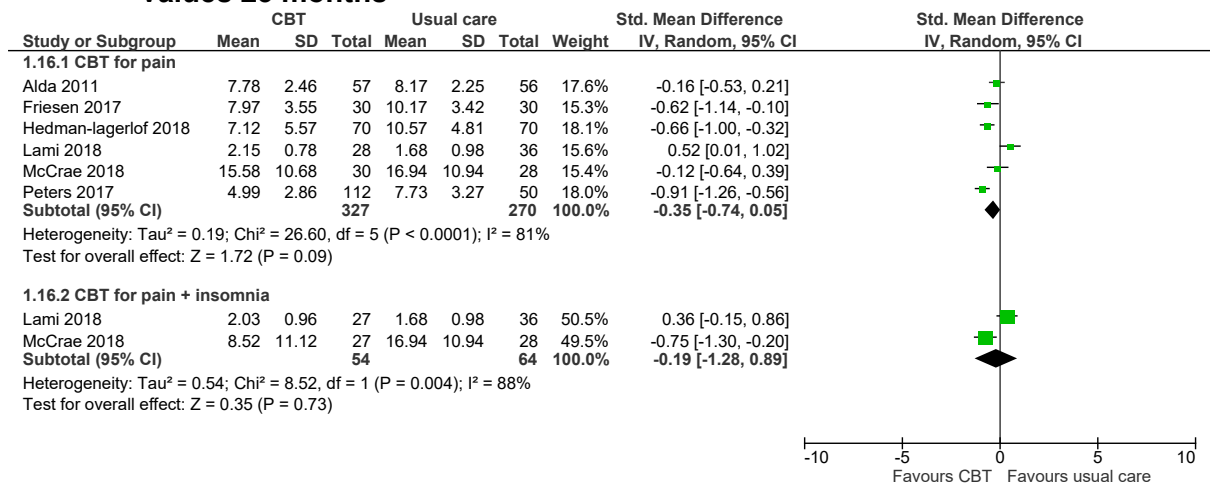 CBT Usual care Std. Mean Difference Std. Mean Difference
Study or Subgroup Mean SD Total Mean SD Total Weight IV, Random, 95% CI IV, Random, 95% CI
1.16.1 CBT for pain
Alda 2011 7.78 2.46 57 8.17 2.25 56 17.6% -0.16 [-0.53, 0.21]
Friesen 2017 7.97 3.55 30 10.17 3.42 30 15.3% -0.62 [-1.14, -0.10]
Hedman-lagerlof 2018 7.12 5.57 70 10.57 4.81 70 18.1% -0.66 [-1.00, -0.32]
Lami 2018 2.15 0.78 28 1.68 0.98 36 15.6% 0.52 [0.01, 1.02]
McCrae 2018 15.58 10.68 30 16.94 10.94 28 15.4% -0.12 [-0.64, 0.39]
Peters 2017 4.99 2.86 112 7.73 3.27 50 18.0% -0.91 [-1.26, -0.56]
Subtotal (95% CI) 327 270 100.0% -0.35 [-0.74, 0.05]
Heterogeneity: Tau² = 0.19; Chi² = 26.60, df = 5 (P < 0.0001); I² = 81%
Test for overall effect: Z = 1.72 (P = 0.09)
1.16.2 CBT for pain + insomnia
Lami 2018 2.03 0.96 27 1.68 0.98 36 50.5% 0.36 [-0.15, 0.86]
McCrae 2018 8.52 11.12 27 16.94 10.94 28 49.5% -0.75 [-1.30, -0.20]
Subtotal (95% CI) 54 64 100.0% -0.19 [-1.28, 0.89]
Heterogeneity: Tau² = 0.54; Chi² = 8.52, df = 1 (P = 0.004); I² = 88%
Test for overall effect: Z = 0.35 (P = 0.73)
-10 -5 0 5 10
Favours CBT Favours usual care